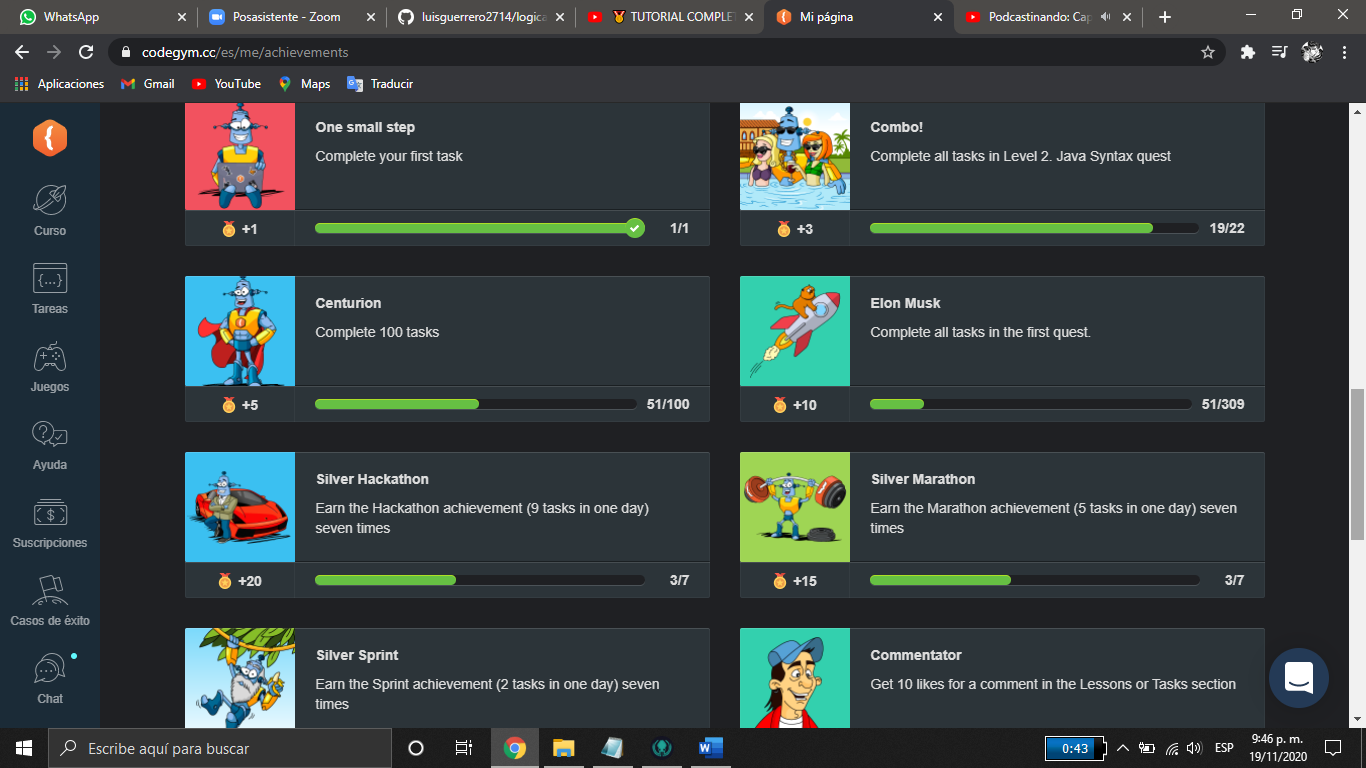 WhatsApp
Posasistente - Zoom
luisguerrero2714/logica
TUTORIAL COMPLET
Mi página
Podcastinando: Cap
codegym.cc/es/me/achievements
Aplicaciones
Gmail
YouTube
Maps
Traducir
Curso
Tareas
Juegos
Ayuda
Suscripciones
Casos de éxito
Chat
One small step
Complete your first task
+1
1/1
Combo!
Complete all tasks in Level 2. Java Syntax quest
+3
19/22
Centurion
Complete 100 tasks
+5
51/100
Elon Musk
Complete all tasks in the first quest.
+10
51/309
Silver Hackathon
Earn the Hackathon achievement (9 tasks in one day)
seven times
+20
3/7
Silver Marathon
Earn the Marathon achievement (5 tasks in one day) seven
times
+15
3/7
Silver Sprint
Earn the Sprint achievement (2 tasks in one day) seven
times
Commentator
Get 10 likes for a comment in the Lessons or Tasks section
Escribe aquí para buscar
0:43
ESP
9:46 p. m.
19/11/2020